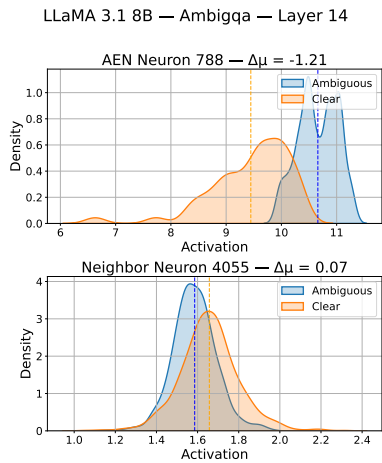 LLaMA 3.1 8B — Ambigqa — Layer 14
AEN Neuron 788 — Δμ = -1.21
Ambiguous
Clear
Density
1.0
0.8
0.6
0.4
0.2
0.0
6 7 8 9 10 11
Activation
Neighbor Neuron 4055 — Δμ = 0.07
Ambiguous
Clear
Density
4
3
2
1
0
1.0 1.2 1.4 1.6 1.8 2.0 2.2 2.4
Activation